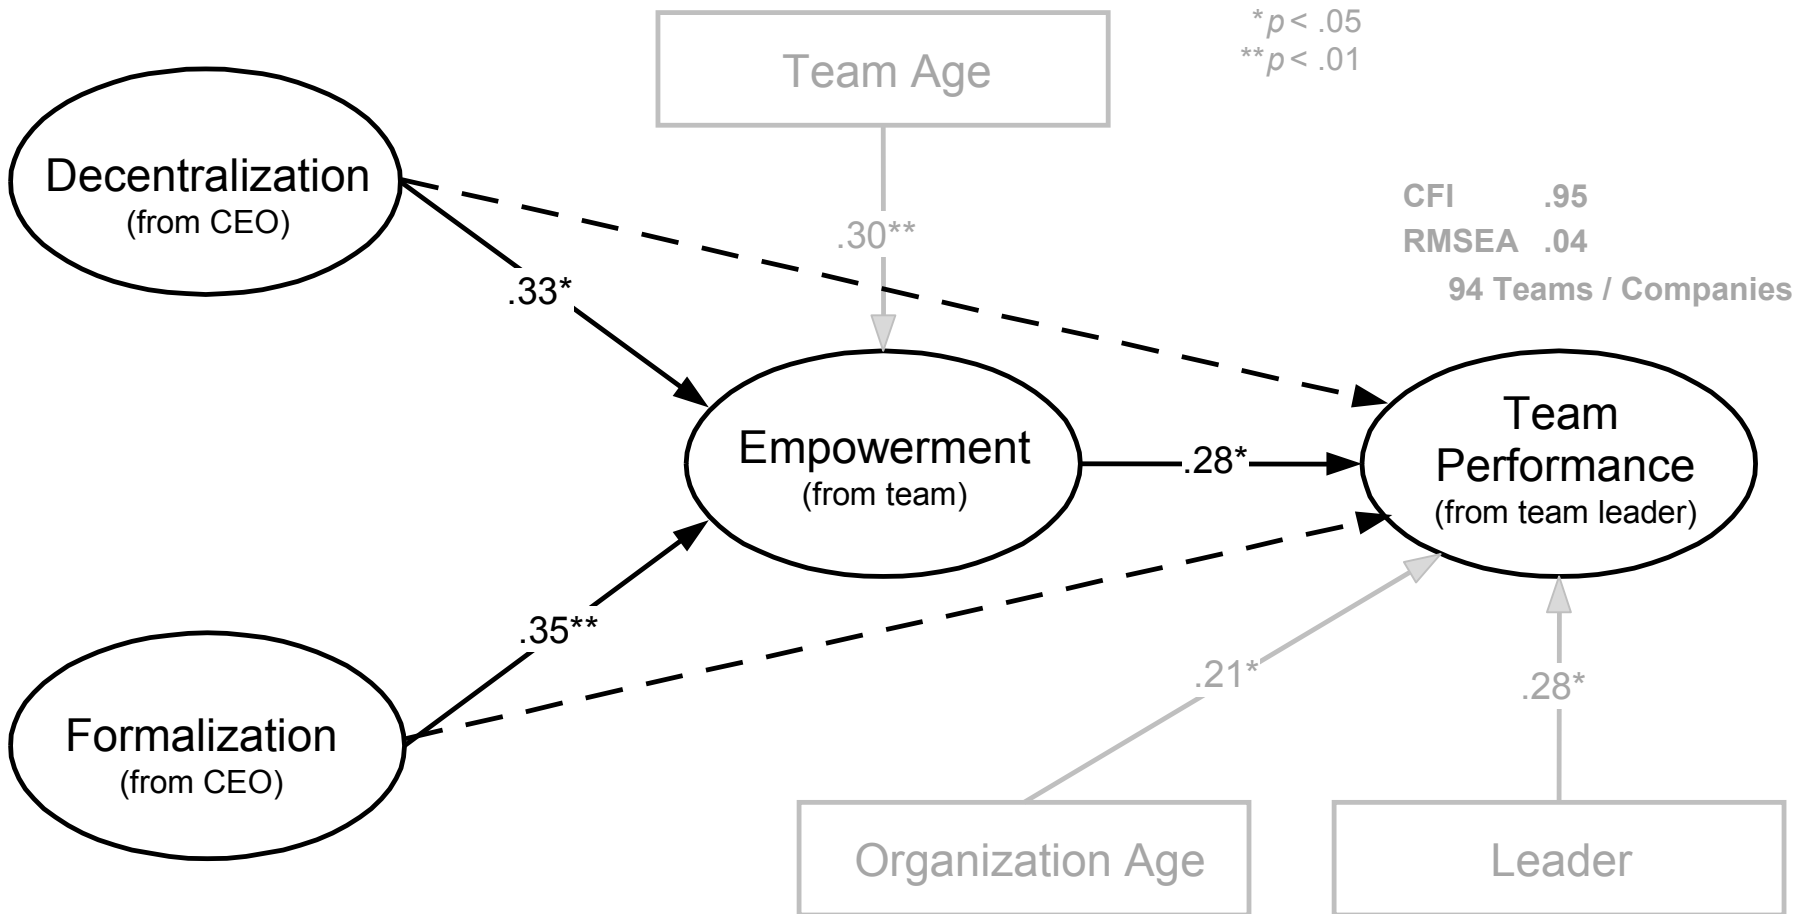 *p < .05
**p < .01
Team Age
Decentralization
(from CEO)
CFI .95
RMSEA .04
94 Teams / Companies
.30**
.33*
Empowerment
(from team)
.28*
Team
Performance
(from team leader)
.35**
.21*
.28*
Formalization
(from CEO)
Organization Age
Leader